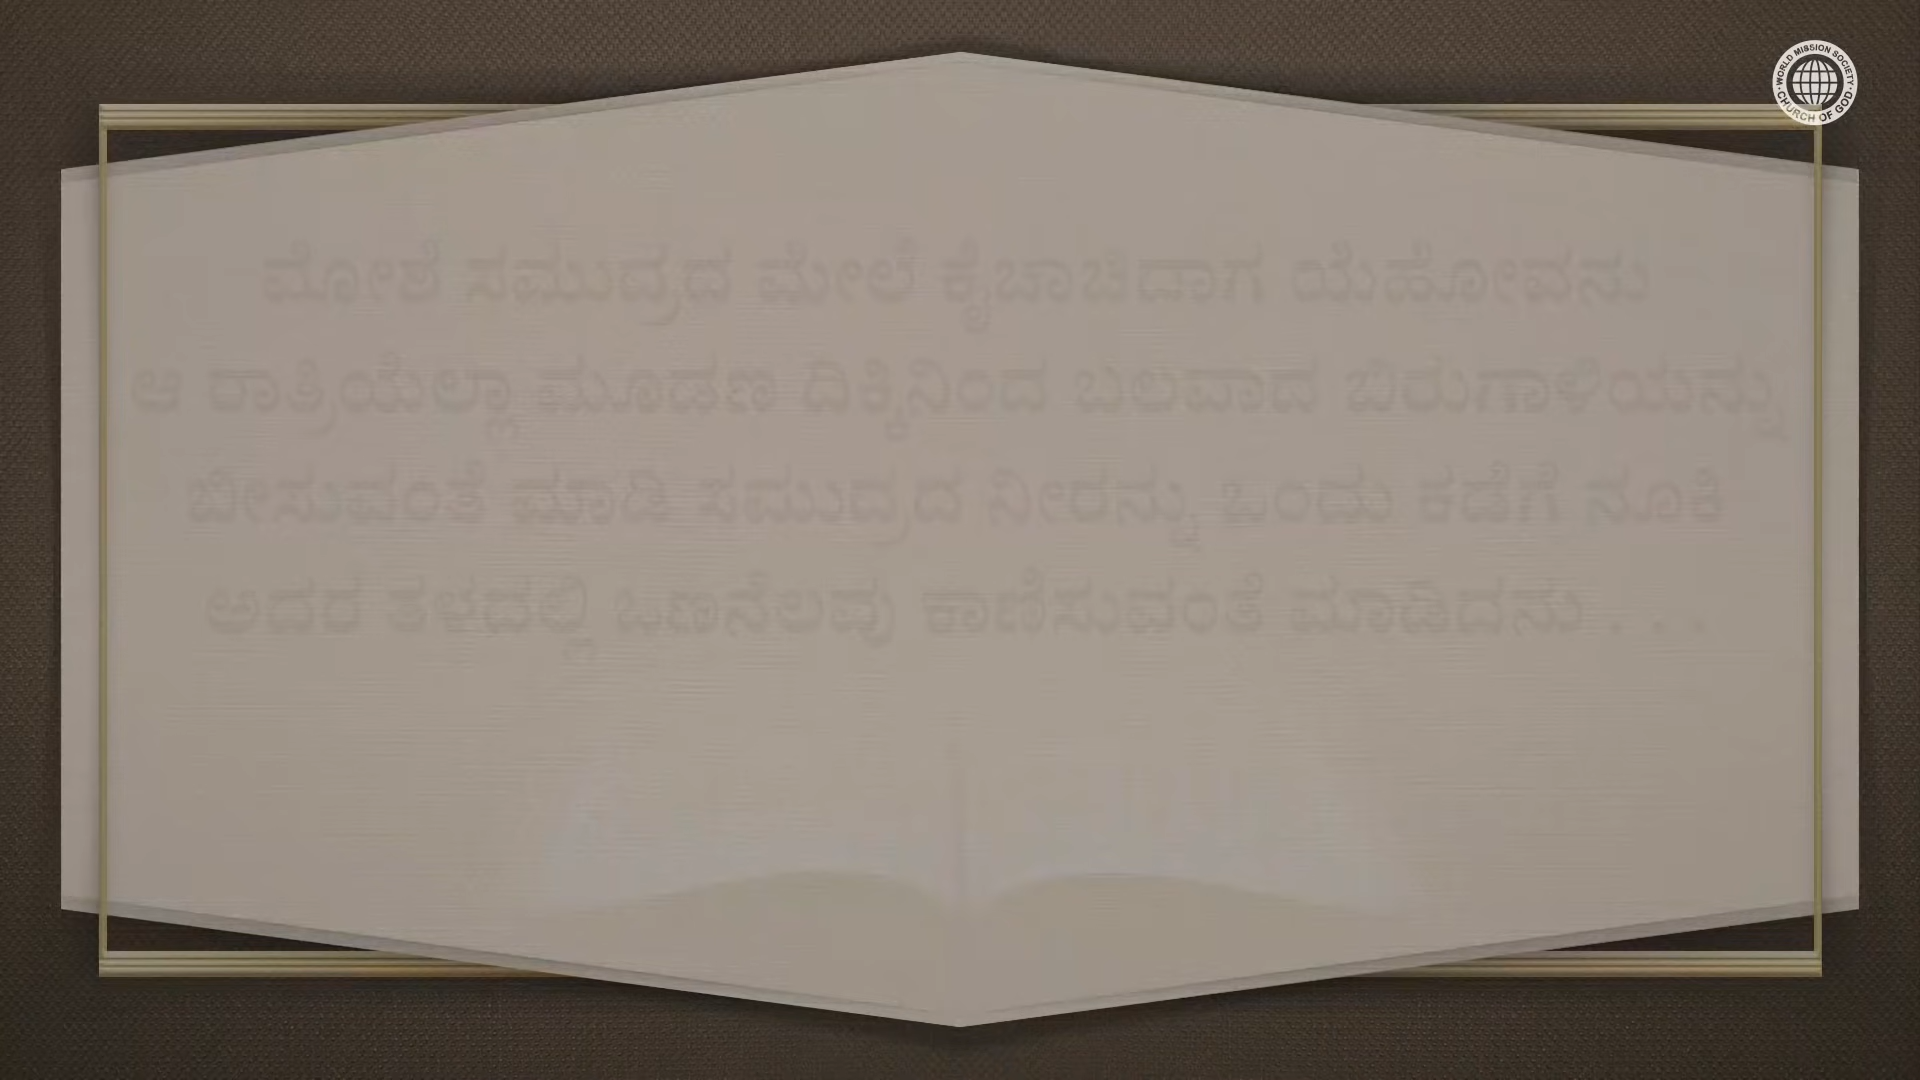 WORLD MISSION SOCIETY CHURCH OF GOD
ಮೋಶೆ ಸಮುದ್ರದ ಮೇಲೆ ಕೈಚಾಚಿದಾಗ ಯೆಹೋವನು
ಆ ರಾತ್ರಿಯೆಲ್ಲಾ ಮೂಡಣ ದಿಕ್ಕಿನಿಂದ ಬಲವಾದ ಬಿರುಗಾಳಿಯನ್ನು
ಬೀಸುವಂತೆ ಮಾಡಿ ಸಮುದ್ರದ ನೀರನ್ನು ಒಂದು ಕಡೆಗೆ ನೂಕಿ
ಅದರ ತಳದಲ್ಲಿ ಒಣನೆಲವು ಕಾಣಿಸುವಂತೆ ಮಾಡಿದನು . . .